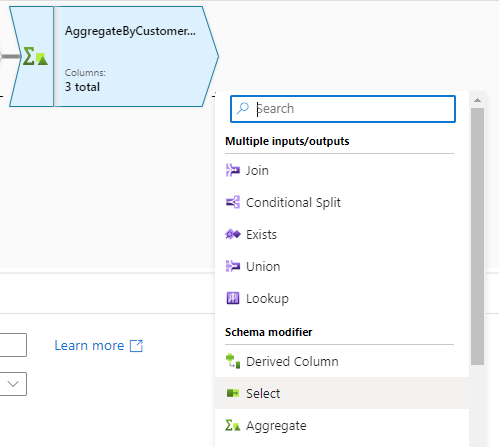 AggregateByCustomer...
Columns:
3 total
Search
Multiple inputs/outputs
Join
Conditional Split
Exists
Union
Lookup
Learn more
Schema modifier
Derived Column
Select
Aggregate